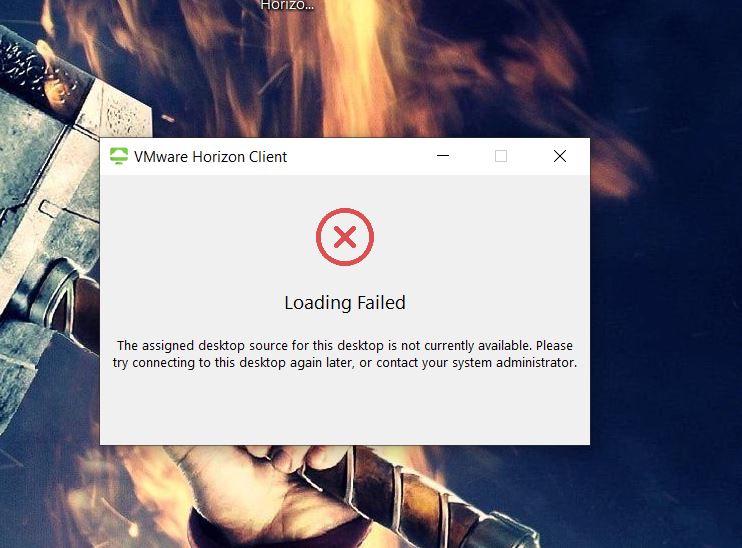 Horizo...
VMware Horizon Client
Loading Failed
The assigned desktop source for this desktop is not currently available. Please
try connecting to this desktop again later, or contact your system administrator.